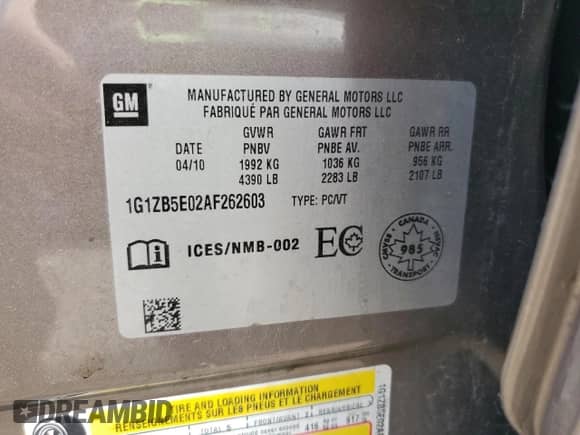 GM
MANUFACTURED BY GENERAL MOTORS LLC
FABRIQUÉ PAR GENERAL MOTORS LLC
GVWR GAWR FRT GAWR RR
DATE PNBV PNBE AV. PNBE ARR.
04/10 1992 KG 1036 KG 956 KG
4390 LB 2283 LB 2107 LB
1G1ZB5E02AF262603 TYPE: PC/VT
ICES/NMB-002 EC
CANADA
985
TRANSPORT
TIRE AND LOADING INFORMATION
RENSEIGNEMENTS SUR LES PNEUS ET LE CHARGEMENT
TOTAL 5
DREAMBID